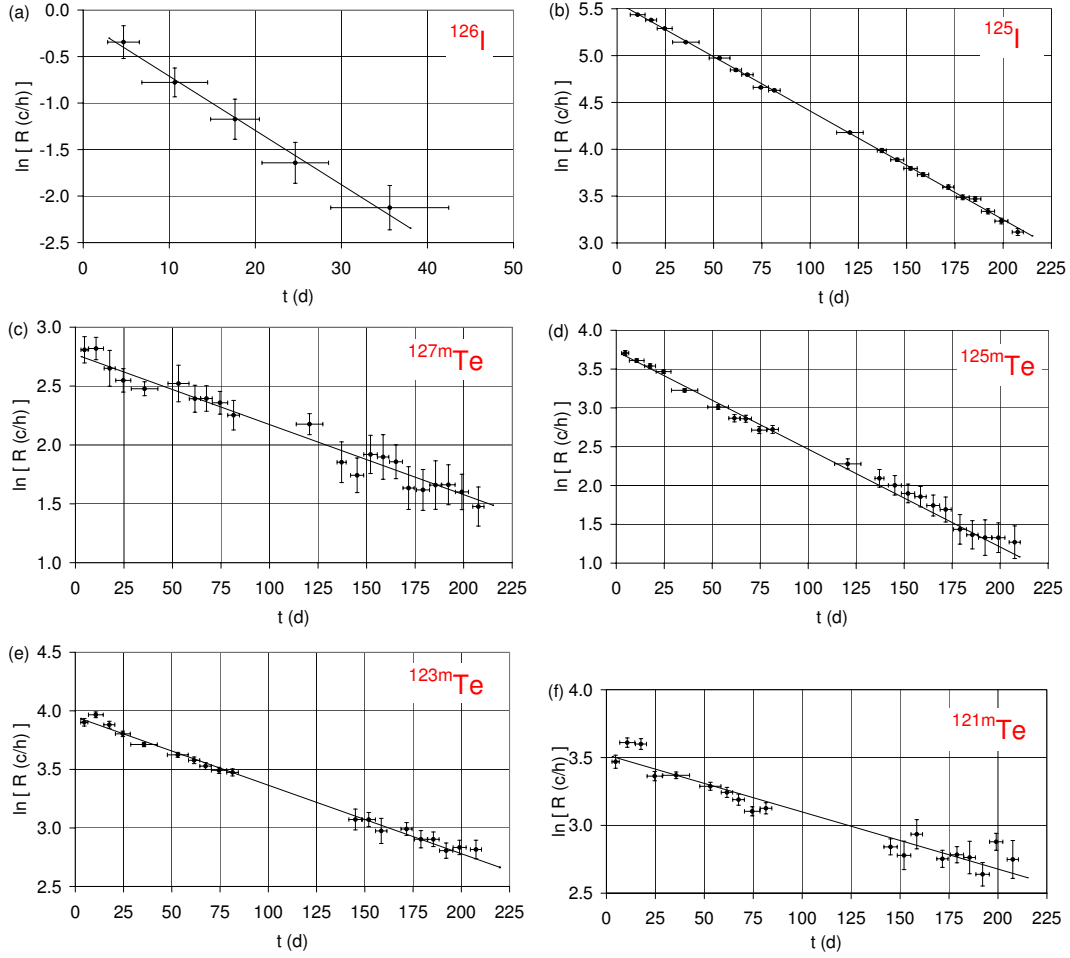 (a)
126I
ln [ R (c/h) ]
0.0
-0.5
-1.0
-1.5
-2.0
-2.5
0 10 20 30 40 50
t (d)
(b)
125I
ln [ R (c/h) ]
5.5
5.0
4.5
4.0
3.5
3.0
0 25 50 75 100 125 150 175 200 225
t (d)
(c)
127mTe
ln [ R (c/h) ]
3.0
2.5
2.0
1.5
1.0
0 25 50 75 100 125 150 175 200 225
t (d)
(d)
125mTe
ln [ R (c/h) ]
4.0
3.5
3.0
2.5
2.0
1.5
1.0
0 25 50 75 100 125 150 175 200 225
t (d)
(e)
123mTe
ln [ R (c/h) ]
4.5
4.0
3.5
3.0
2.5
0 25 50 75 100 125 150 175 200 225
t (d)
(f)
121mTe
ln [ R (c/h) ]
4.0
3.5
3.0
2.5
0 25 50 75 100 125 150 175 200 225
t (d)